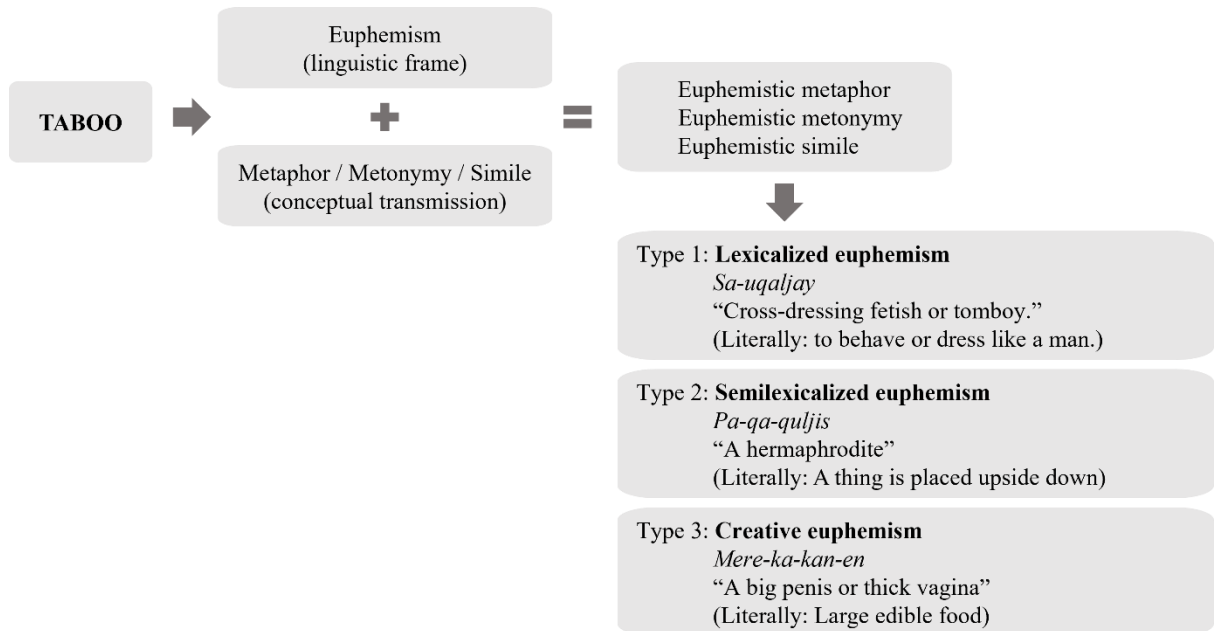 TABOO
Euphemism
(linguistic frame)
Metaphor / Metonymy / Simile
(conceptual transmission)
Euphemistic metaphor
Euphemistic metonymy
Euphemistic simile
Type 1: Lexicalized euphemism
Sa-uqaljay
“Cross-dressing fetish or tomboy.”
(Literally: to behave or dress like a man.)
Type 2: Semilexicalized euphemism
Pa-qa-quljis
“A hermaphrodite”
(Literally: A thing is placed upside down)
Type 3: Creative euphemism
Mere-ka-kan-en
“A big penis or thick vagina”
(Literally: Large edible food)